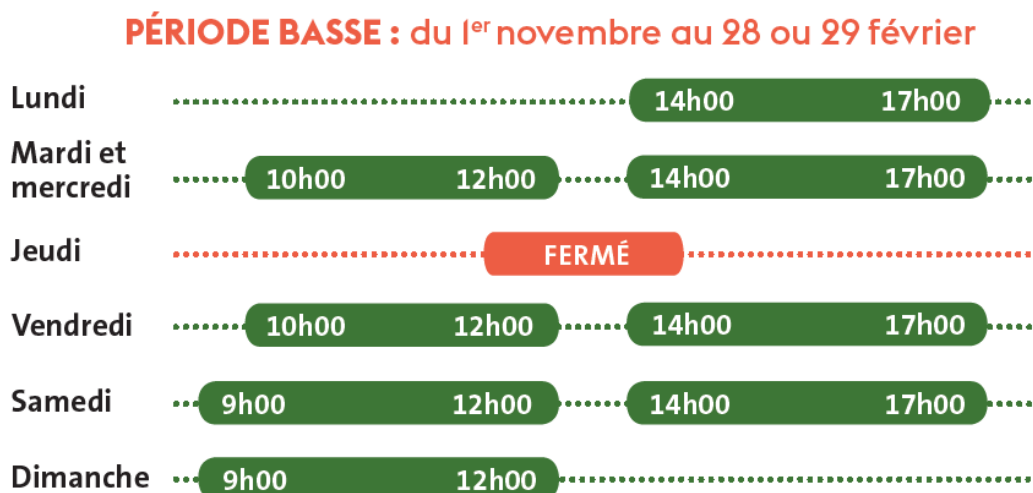 PÉRIODE BASSE : du 1er novembre au 28 ou 29 février
Lundi 14h00 17h00
Mardi et
mercredi 10h00 12h00 14h00 17h00
Jeudi FERMÉ
Vendredi 10h00 12h00 14h00 17h00
Samedi 9h00 12h00 14h00 17h00
Dimanche 9h00 12h00